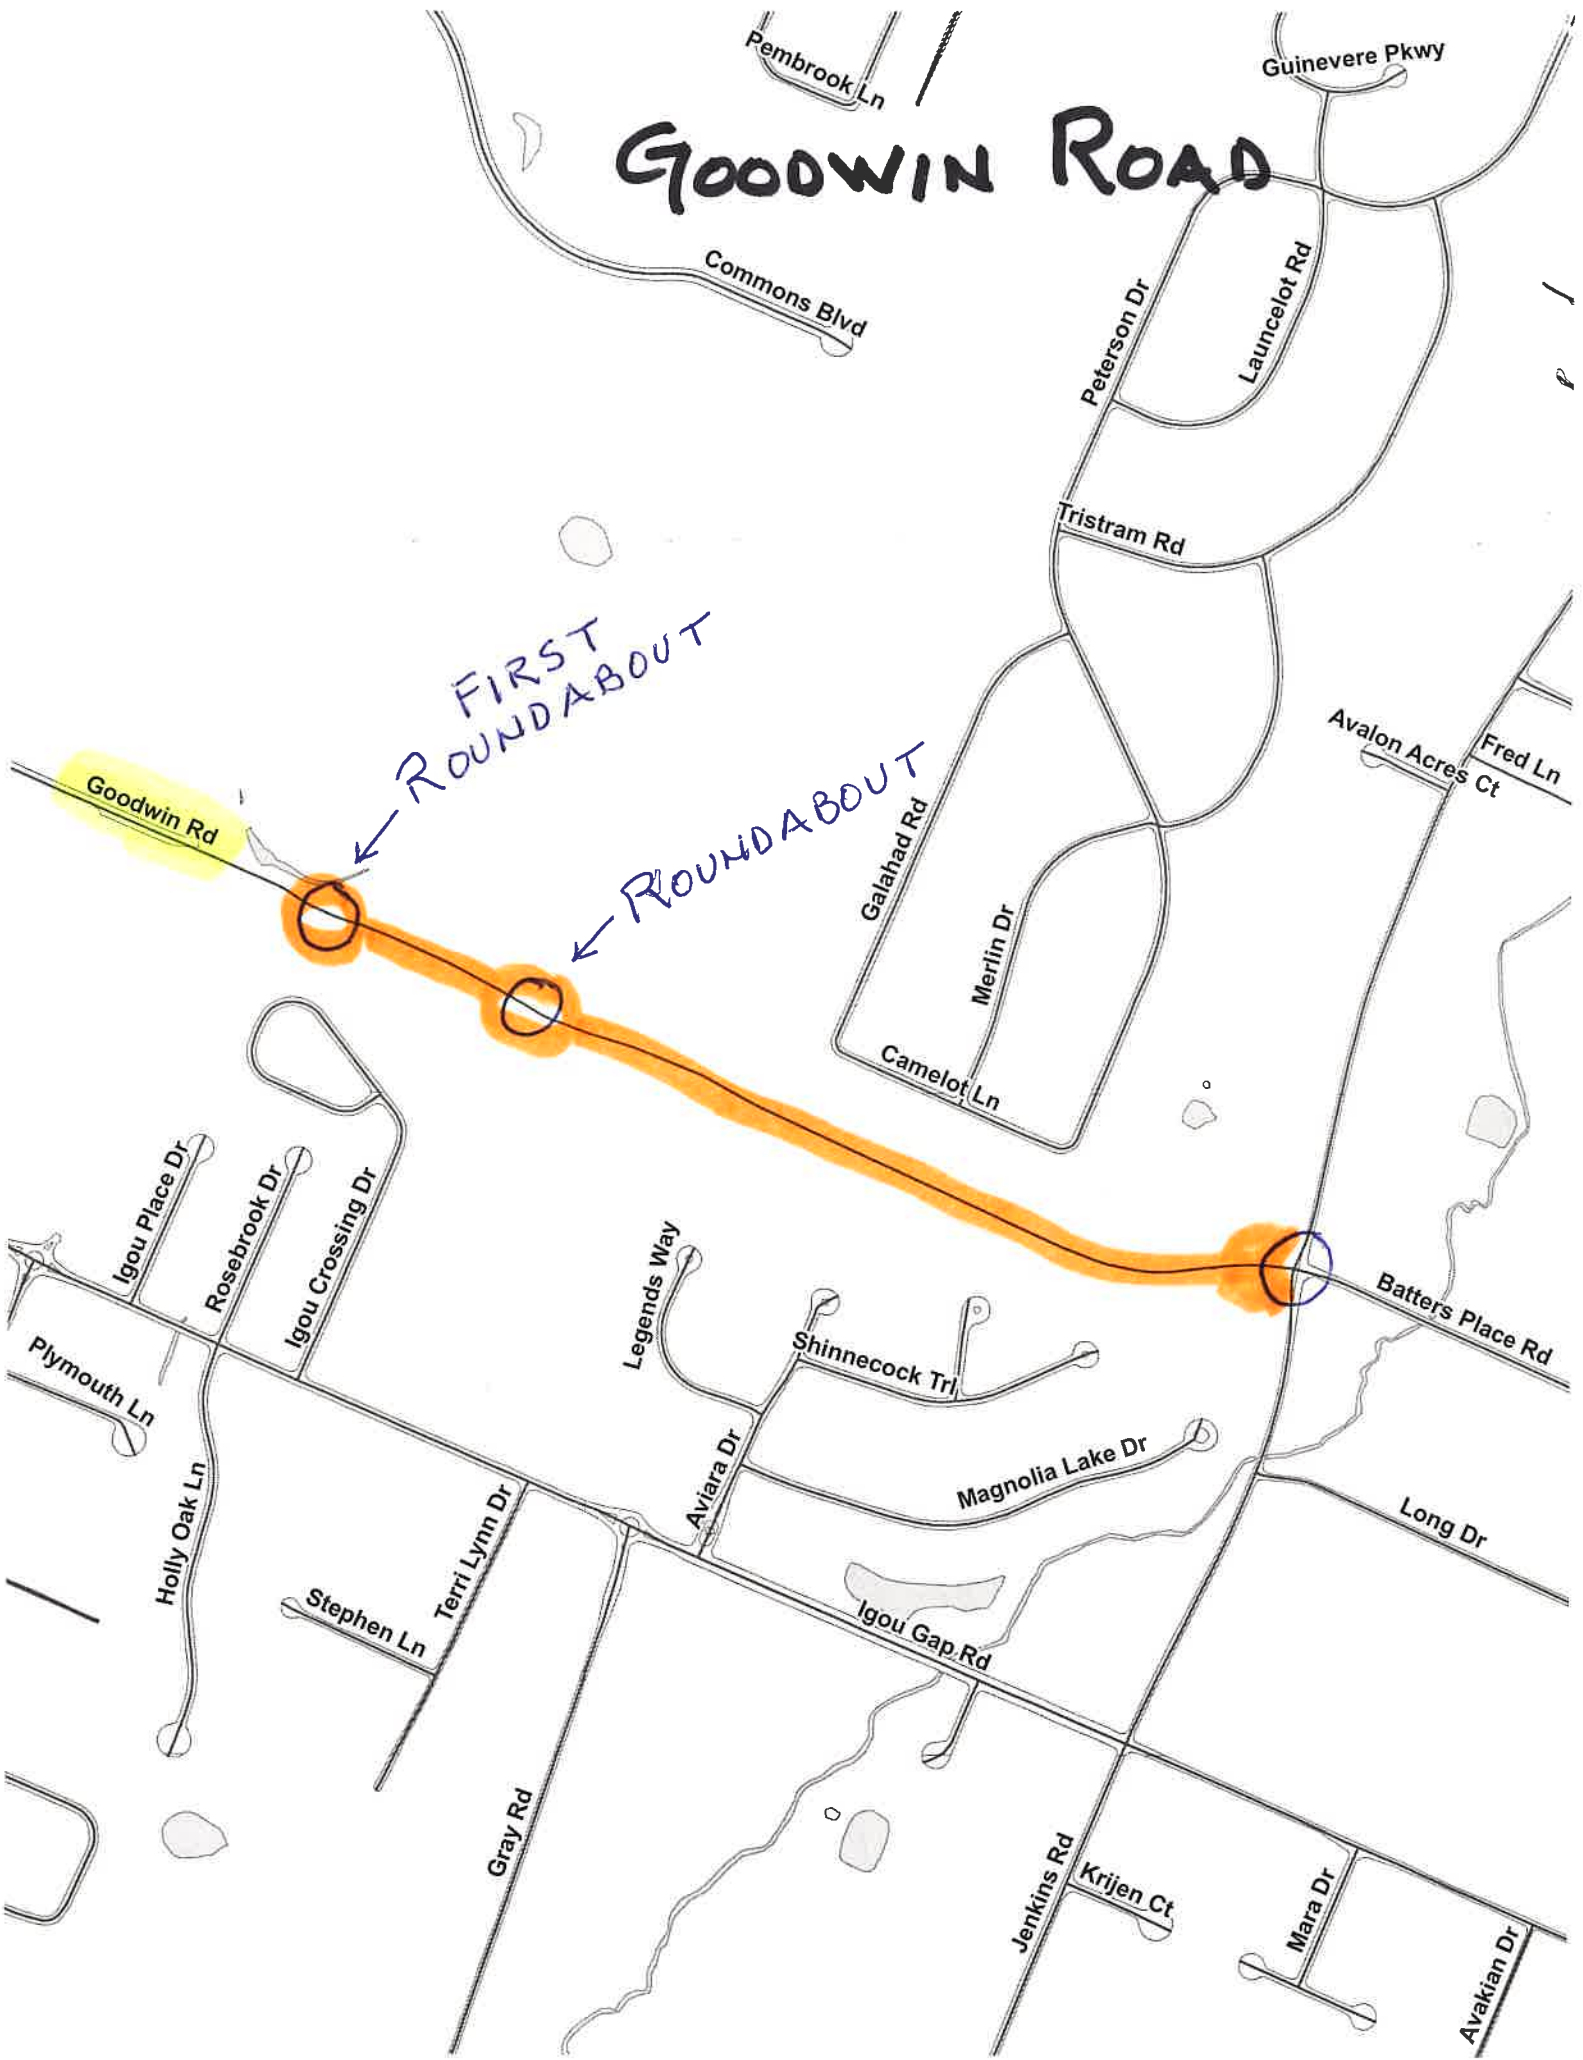 Pembrook Ln
Guinevere Pkwy
GOODWIN ROAD
Commons Blvd
Peterson Dr
Launcelot Rd
Tristram Rd
FIRST
ROUNDABOUT
Avalon Acres Ct
Fred Ln
Goodwin Rd
ROUNDABOUT
Galahad Rd
Merlin Dr
Camelot Ln
Igou Place Dr
Rosebrook Dr
Igou Crossing Dr
Legends Way
Batters Place Rd
Shinnecock Trl
Plymouth Ln
Aviara Dr
Magnolia Lake Dr
Holly Oak Ln
Terri Lynn Dr
Long Dr
Stephen Ln
Igou Gap Rd
Gray Rd
Jenkins Rd
Krijen Ct
Mara Dr
Avakian Dr